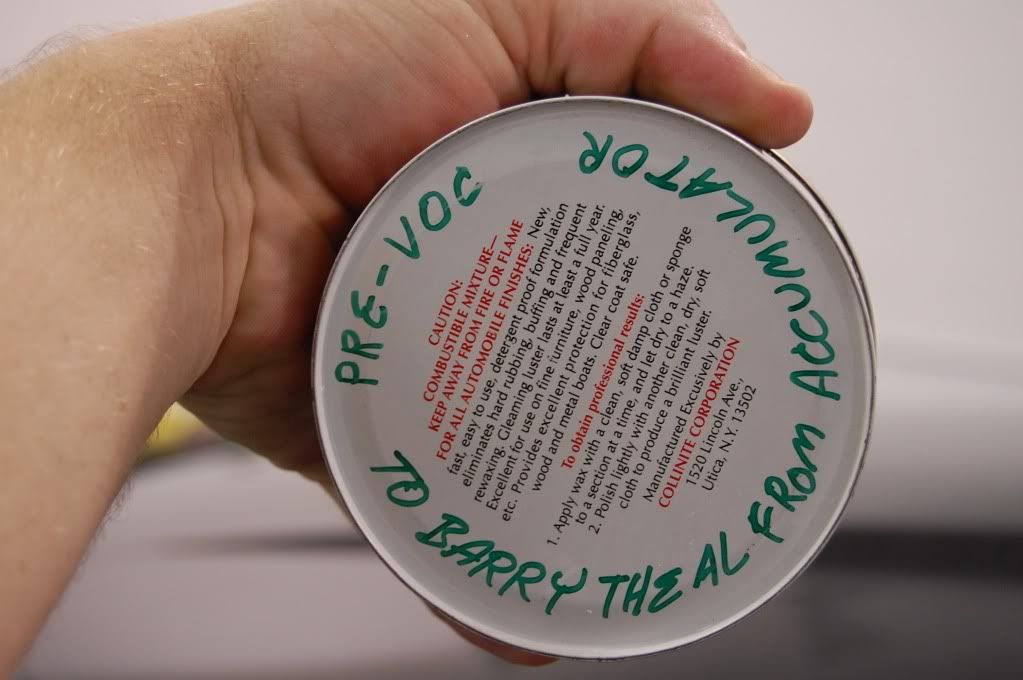 PRE-VOC
TO BARRY THEAL FROM ACCUMULATOR
CAUTION:
COMBUSTIBLE MIXTURE—
KEEP AWAY FROM FIRE OR FLAME
FOR ALL AUTOMOBILE FINISHES: New,
fast, easy to use, detergent proof formulation
eliminates hard rubbing, buffing and frequent
rewaxing. Gleaming luster lasts at least a full year.
Excellent for use on fine furniture, wood paneling,
etc. Provides excellent protection for fiberglass,
wood and metal boats. Clear coat safe.
To obtain professional results:
1. Apply wax with a clean, soft damp cloth or sponge
to a section at a time, and let dry to a haze.
2. Polish lightly with another clean, dry, soft
cloth to produce a brilliant luster.
Manufactured Excusively by
COLLINITE CORPORATION
1520 Lincoln Ave.,
Utica, N.Y. 13502